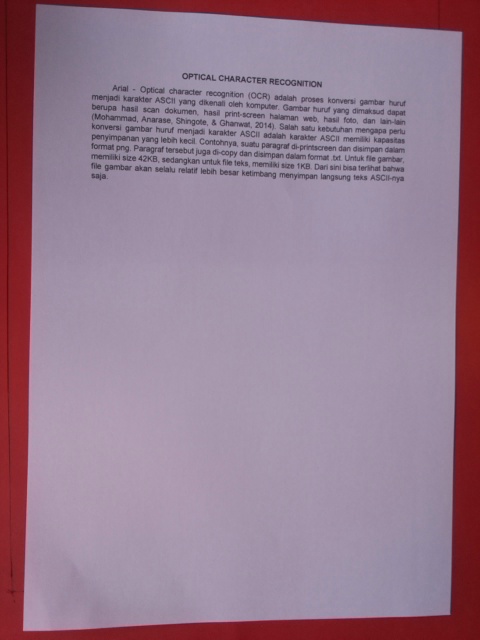 OPTICAL CHARACTER RECOGNITION
Arial - Optical character recognition (OCR) adalah proses konversi gambar huruf
menjadi karakter ASCII yang dikenali oleh komputer. Gambar huruf yang dimaksud dapat
berupa hasil scan dokumen, hasil print-screen halaman web, hasil foto, dan lain-lain
(Mohammad, Anarase, Shingote, & Ghanwat, 2014). Salah satu kebutuhan mengapa perlu
konversi gambar huruf menjadi karakter ASCII adalah karakter ASCII memiliki kapasitas
penyimpanan yang lebih kecil. Contohnya, suatu paragraf di-printscreen dan disimpan dalam
format png. Paragraf tersebut juga di-copy dan disimpan dalam format .txt. Untuk file gambar,
memiliki size 42KB, sedangkan untuk file teks, memiliki size 1KB. Dari sini bisa terlihat bahwa
file gambar akan selalu relatif lebih besar ketimbang menyimpan langsung teks ASCII-nya
saja.